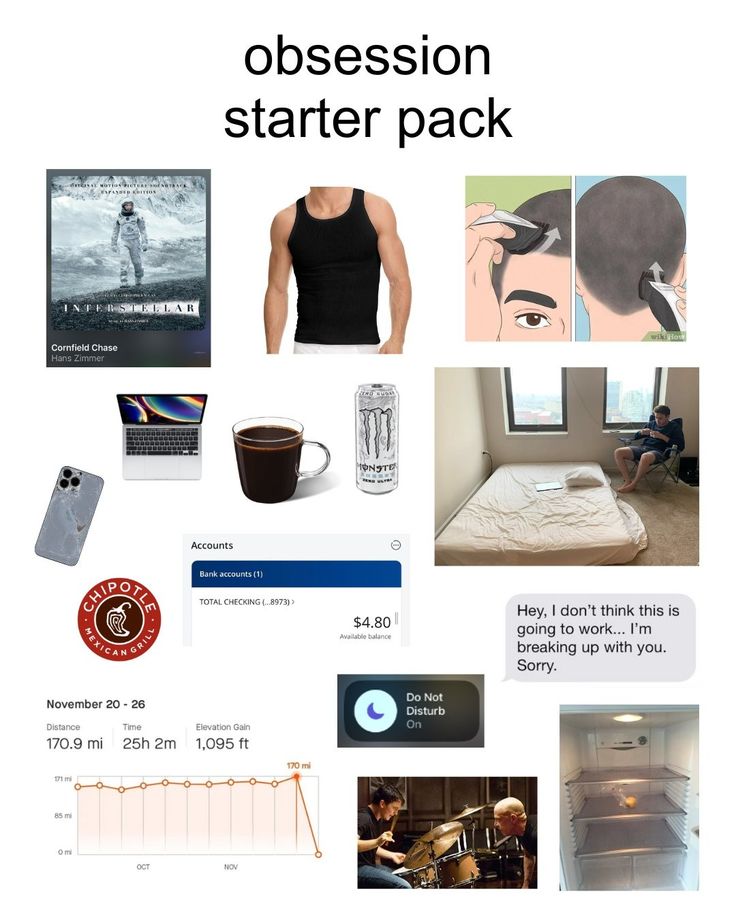 obsession
starter pack
ORIGINAL MOTION PICTURE SOUNDTRACK
EXPANDED EDITION
INTERSTELLAR
Cornfield Chase
Hans Zimmer
wikiHow
ZERO SUGAR
MONSTER
ZERO ULTRA
Accounts
Bank accounts (1)
TOTAL CHECKING (...8973) >
$4.80
Available balance
CHIPOTLE
MEXICAN GRILL
Hey, I don’t think this is
going to work... I’m
breaking up with you.
Sorry.
Do Not
Disturb
On
November 20 - 26
Distance Time Elevation Gain
170.9 mi 25h 2m 1,095 ft
170 mi
171 mi
85 mi
0 mi
OCT NOV